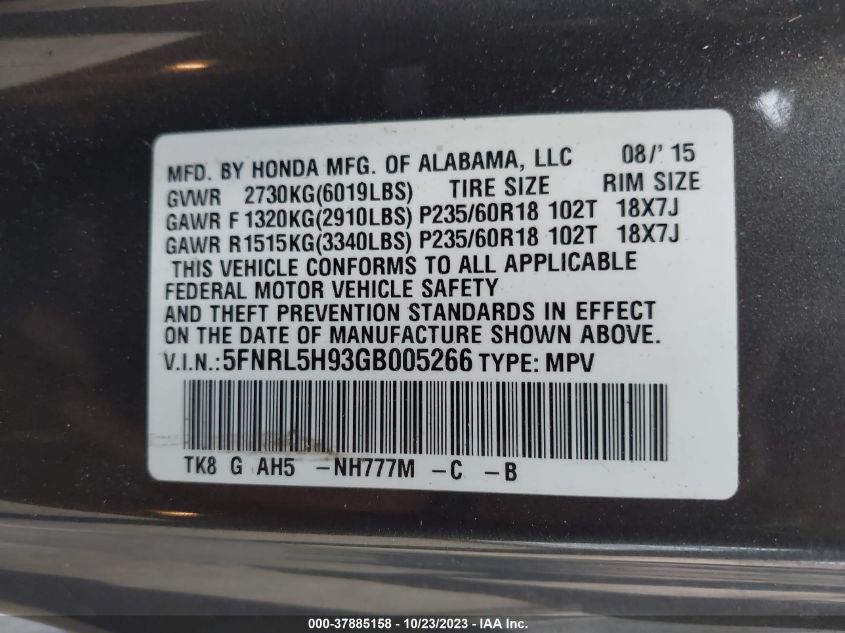 MFD. BY HONDA MFG. OF ALABAMA, LLC 08/' 15
GVWR 2730KG(6019LBS) TIRE SIZE RIM SIZE
GAWR F 1320KG(2910LBS) P235/60R18 102T 18X7J
GAWR R1515KG(3340LBS) P235/60R18 102T 18X7J
THIS VEHICLE CONFORMS TO ALL APPLICABLE
FEDERAL MOTOR VEHICLE SAFETY
AND THEFT PREVENTION STANDARDS IN EFFECT
ON THE DATE OF MANUFACTURE SHOWN ABOVE.
V.I.N.:5FNRL5H93GB005266 TYPE: MPV
TK8 G AH5 -NH777M -C -B
000-37885158 - 10/23/2023 - IAA Inc.